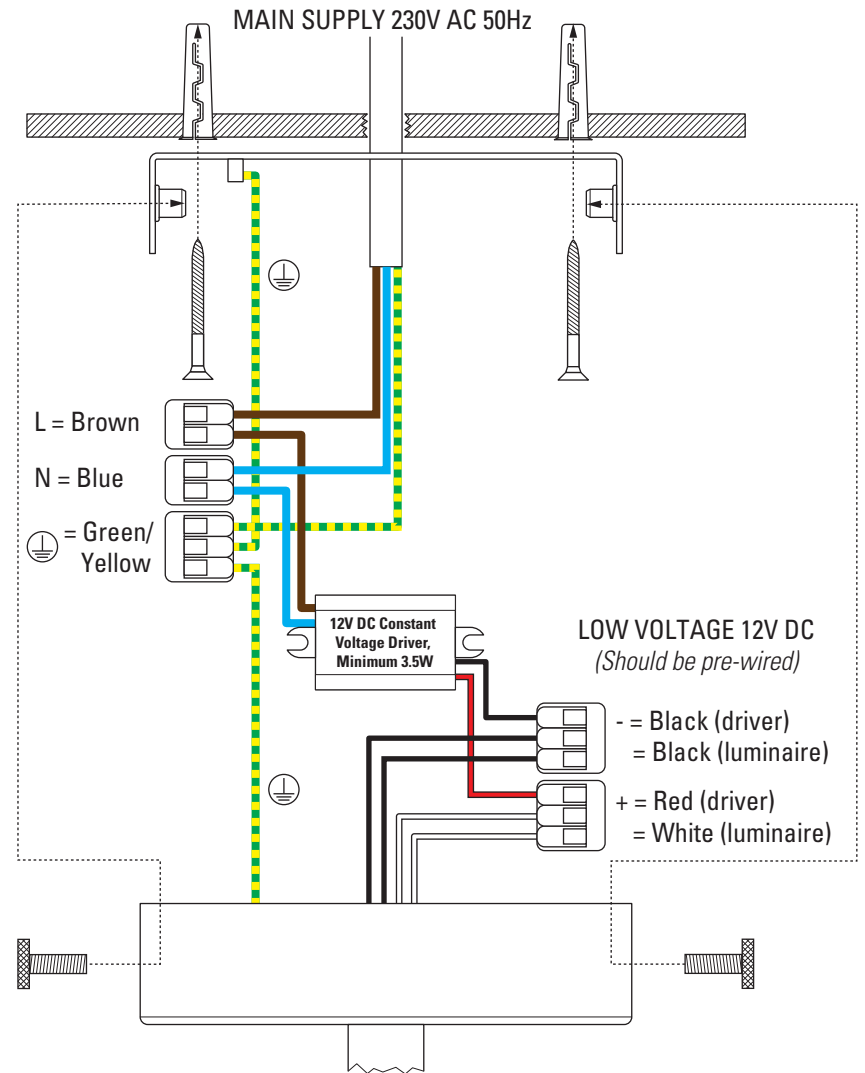 MAIN SUPPLY 230V AC 50Hz
L = Brown
N = Blue
= Green/
Yellow
12V DC Constant
Voltage Driver,
Minimum 3.5W
LOW VOLTAGE 12V DC
(Should be pre-wired)
- = Black (driver)
= Black (luminaire)
+ = Red (driver)
= White (luminaire)